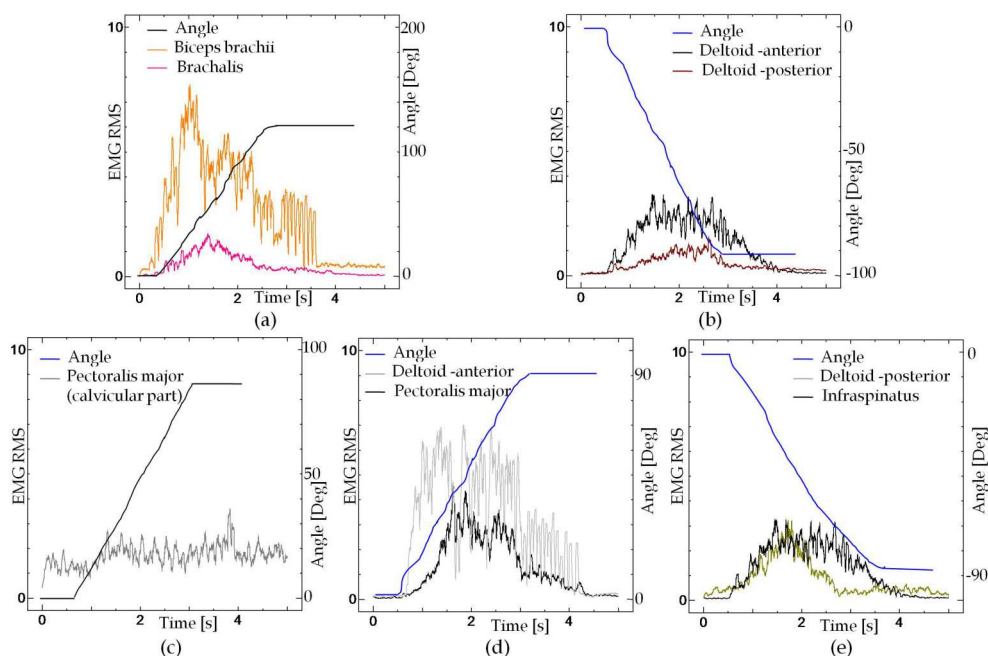 10
Angle
Biceps brachii
Brachalis
EMG RMS
0
200
100
0
Angle [Deg]
0 2 4
Time [s]
(a)
10
Angle
Deltoid -anterior
Deltoid -posterior
EMG RMS
0
0
-50
-100
Angle [Deg]
0 2 4
Time [s]
(b)
10
Angle
Pectoralis major
(calvicular part)
EMG RMS
0
100
50
0
Angle [Deg]
0 2 4
Time [s]
(c)
10
Angle
Deltoid -anterior
Pectoralis major
EMG RMS
0
90
0
Angle [Deg]
0 2 4
Time [s]
(d)
10
Angle
Deltoid -posterior
Infraspinatus
EMG RMS
0
0
-90
Angle [Deg]
0 2 4
Time [s]
(e)